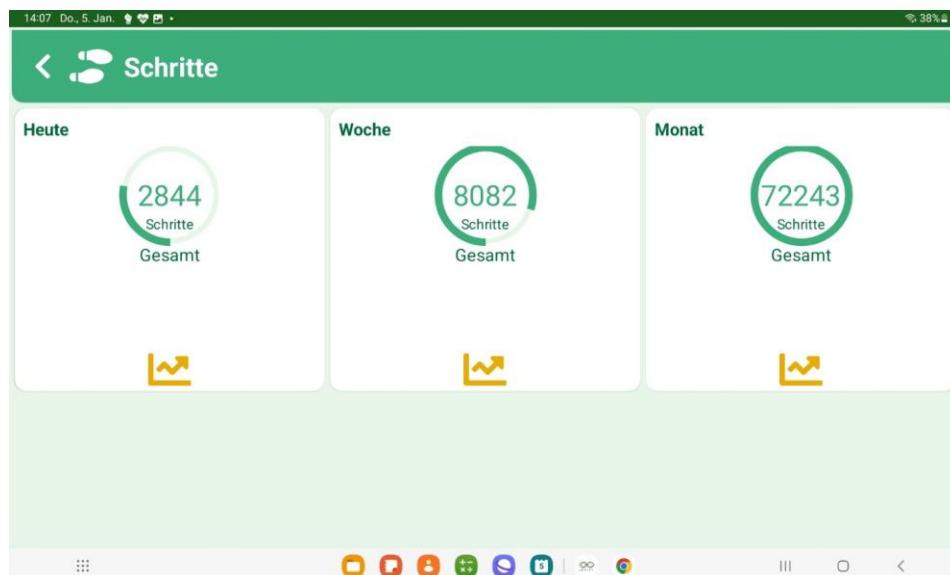 14:07 Do., 5. Jan.
38%
Schritte
Heute
2844
Schritte
Gesamt
Woche
8082
Schritte
Gesamt
Monat
72243
Schritte
Gesamt
5